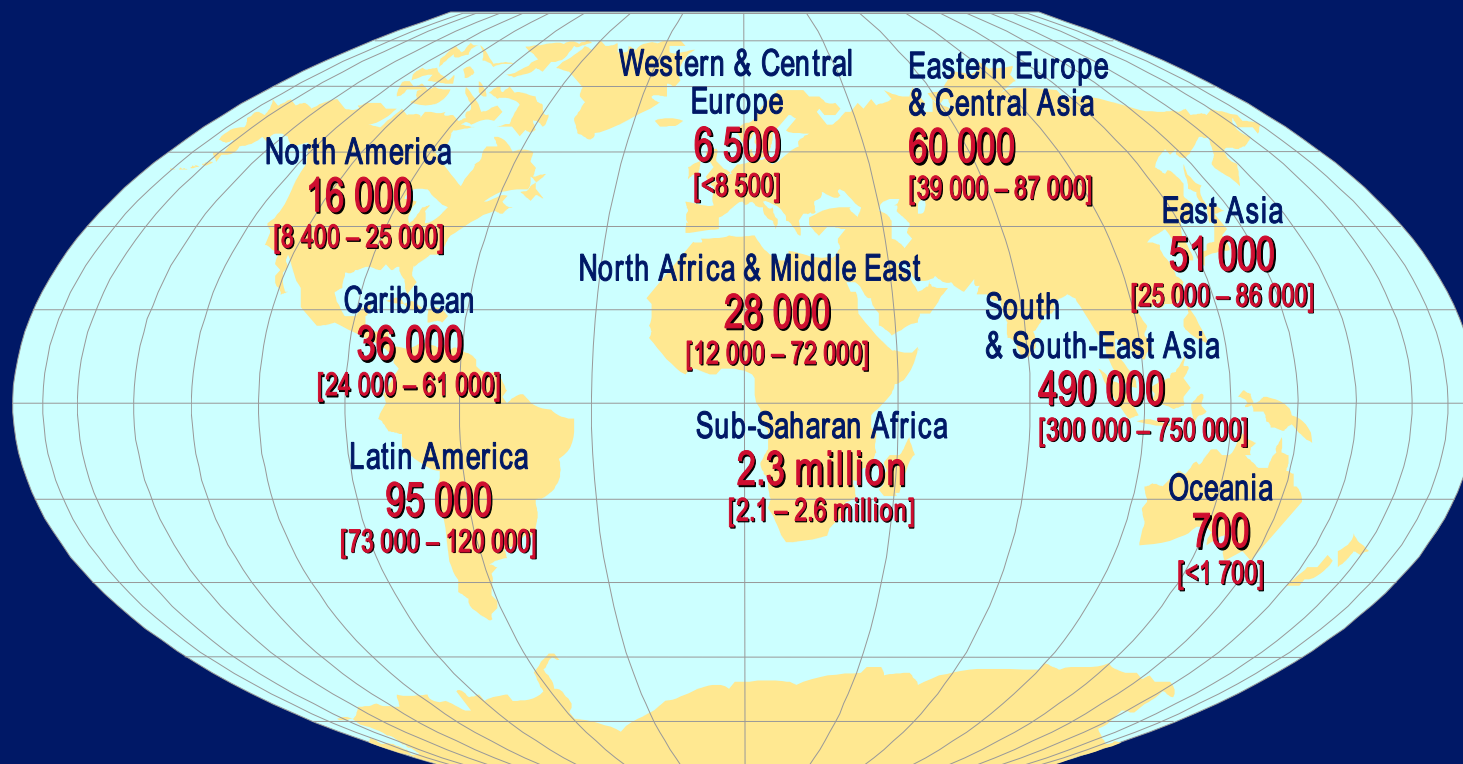 Western & Central
Europe
6 500
[<8 500]
Eastern Europe
& Central Asia
60 000
[39 000 – 87 000]
North America
16 000
[8 400 – 25 000]
East Asia
51 000
[25 000 – 86 000]
North Africa & Middle East
28 000
[12 000 – 72 000]
Caribbean
36 000
[24 000 – 61 000]
South
& South-East Asia
490 000
[300 000 – 750 000]
Sub-Saharan Africa
2.3 million
[2.1 – 2.6 million]
Latin America
95 000
[73 000 – 120 000]
Oceania
700
[<1 700]